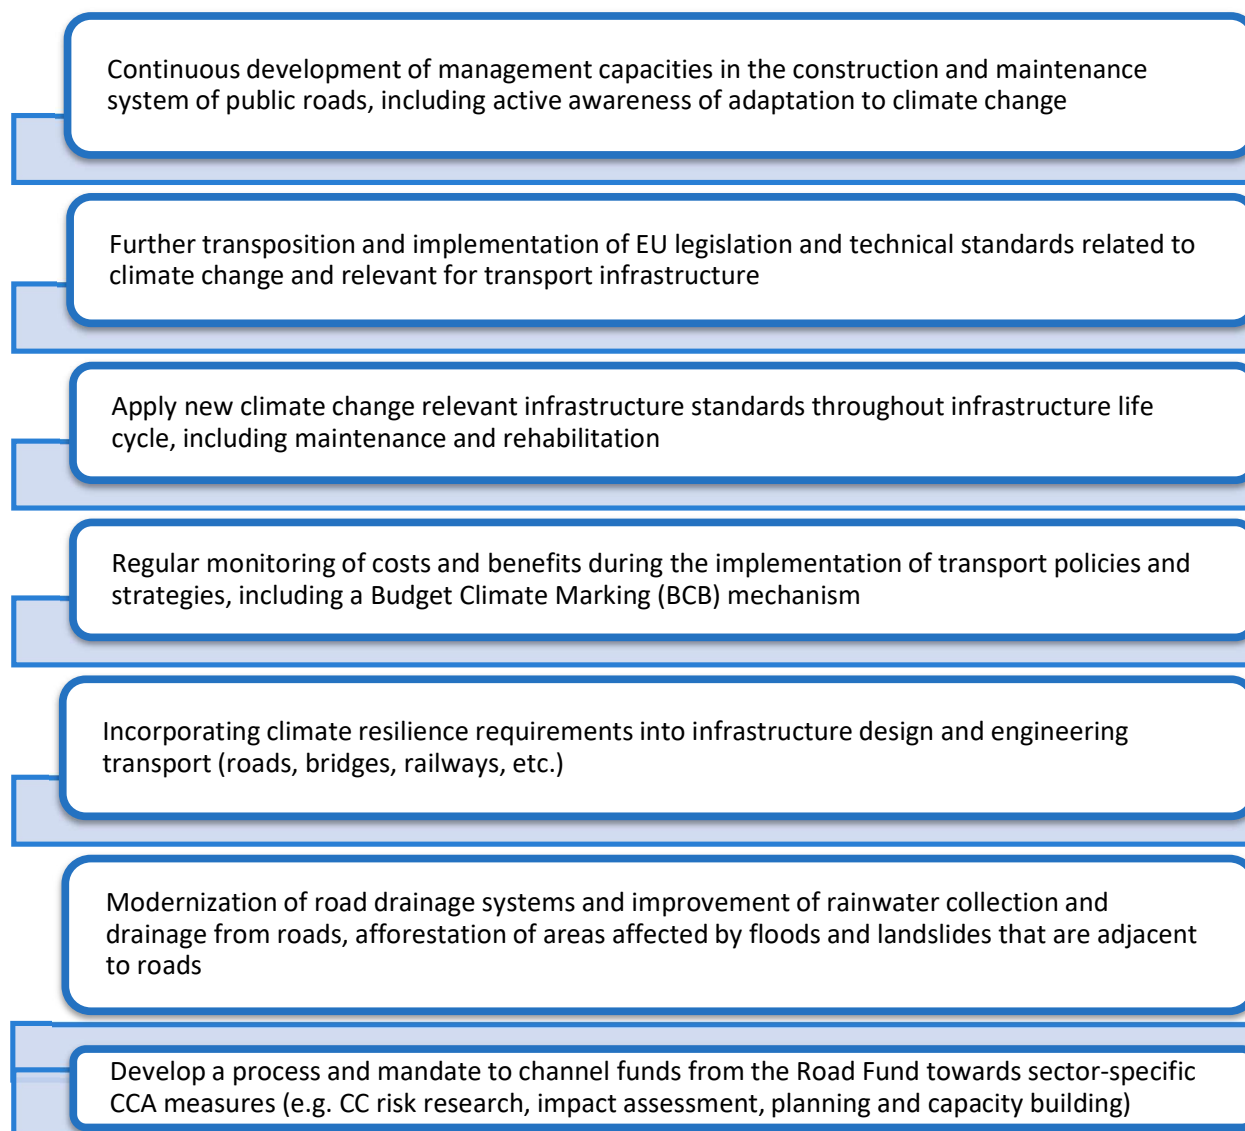 Continuous development of management capacities in the construction and maintenance
system of public roads, including active awareness of adaptation to climate change
Further transposition and implementation of EU legislation and technical standards related to
climate change and relevant for transport infrastructure
Apply new climate change relevant infrastructure standards throughout infrastructure life
cycle, including maintenance and rehabilitation
Regular monitoring of costs and benefits during the implementation of transport policies and
strategies, including a Budget Climate Marking (BCB) mechanism
Incorporating climate resilience requirements into infrastructure design and engineering
transport (roads, bridges, railways, etc.)
Modernization of road drainage systems and improvement of rainwater collection and
drainage from roads, afforestation of areas affected by floods and landslides that are adjacent
to roads
Develop a process and mandate to channel funds from the Road Fund towards sector-specific
CCA measures (e.g. CC risk research, impact assessment, planning and capacity building)